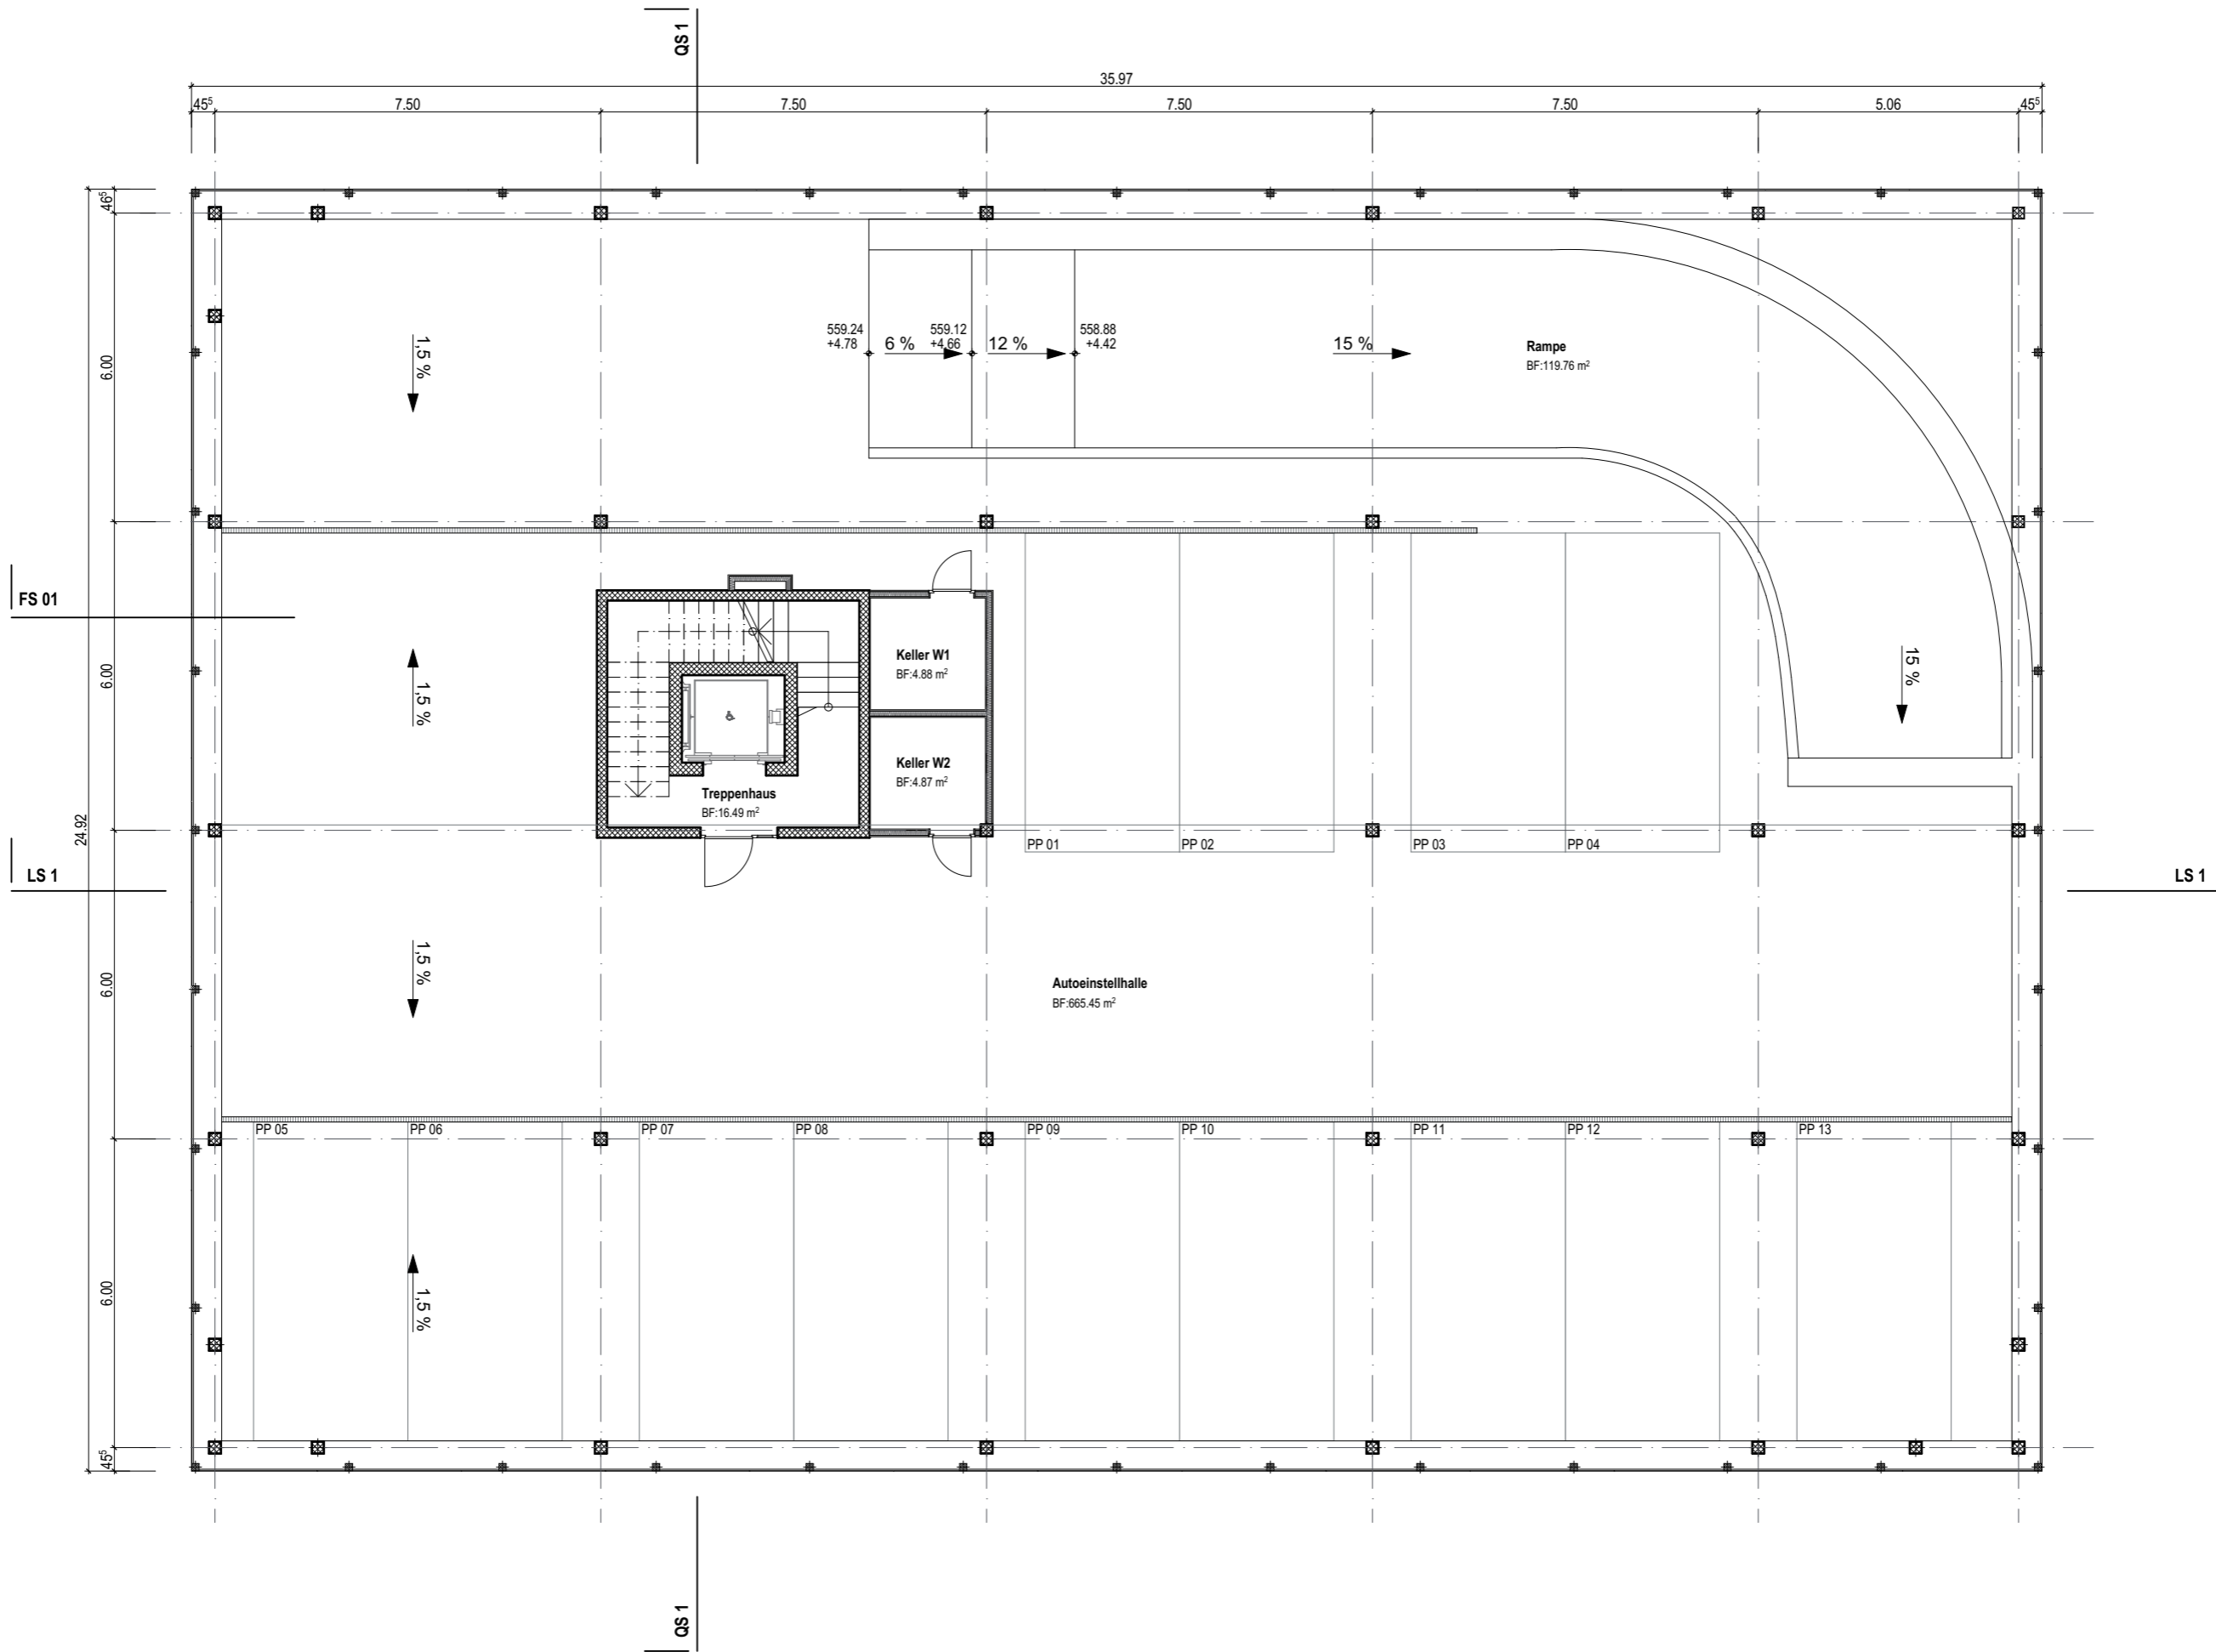 QS 1
35.97
45⁵ 7.50 7.50 7.50 7.50 5.06 45⁵
46⁵
6.00
6.00
24.92
6.00
6.00
45⁵
1,5 %
559.24
+4.78
6 %
559.12
+4.66
12 %
558.88
+4.42
15 %
Rampe
BF:119.76 m²
FS 01
1,5 %
Keller W1
BF:4.88 m²
15 %
Keller W2
BF:4.87 m²
Treppenhaus
BF:16.49 m²
PP 01 PP 02 PP 03 PP 04
LS 1
LS 1
1,5 %
Autoeinstellhalle
BF:665.45 m²
PP 05 PP 06 PP 07 PP 08 PP 09 PP 10 PP 11 PP 12 PP 13
1,5 %
QS 1